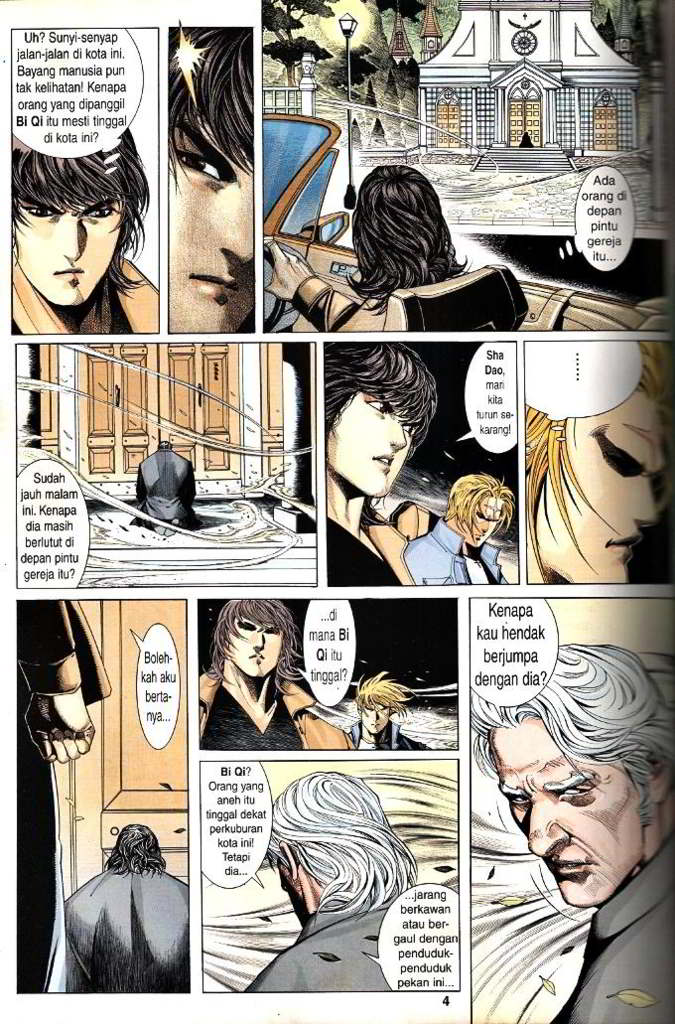 Uh? Sunyi-senyap
jalan-jalan di kota ini.
Bayang manusia pun
tak kelihatan! Kenapa
orang yang dipanggil
Bi Qi itu mesti tinggal
di kota ini?
Ada
orang di
depan
pintu
gereja
itu...
Sudah
jauh malam
ini. Kenapa
dia masih
berlutut di
depan pintu
gereja itu?
Sha
Dao,
mari
kita
turun se-
karang!
......
Boleh-
kah aku
berta-
nya...
...di
mana Bi
Qi itu
tinggal?
Bi Qi?
Orang yang
aneh itu
tinggal dekat
perkuburan
kota ini!
Tetapi
dia...
...jarang
berkawan
atau ber-
gaul dengan
penduduk-
penduduk
pekan ini...
Kenapa
kau hendak
berjumpa
dengan dia?
4